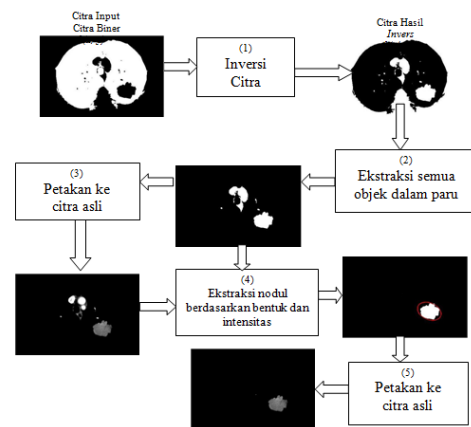 Citra Input
Citra Biner
Citra Hasil
Invers
(1)
Inversi
Citra
(2)
Ekstraksi semua
objek dalam paru
(3)
Petakan ke
citra asli
(4)
Ekstraksi nodul
berdasarkan bentuk dan
intensitas
(5)
Petakan ke
citra asli